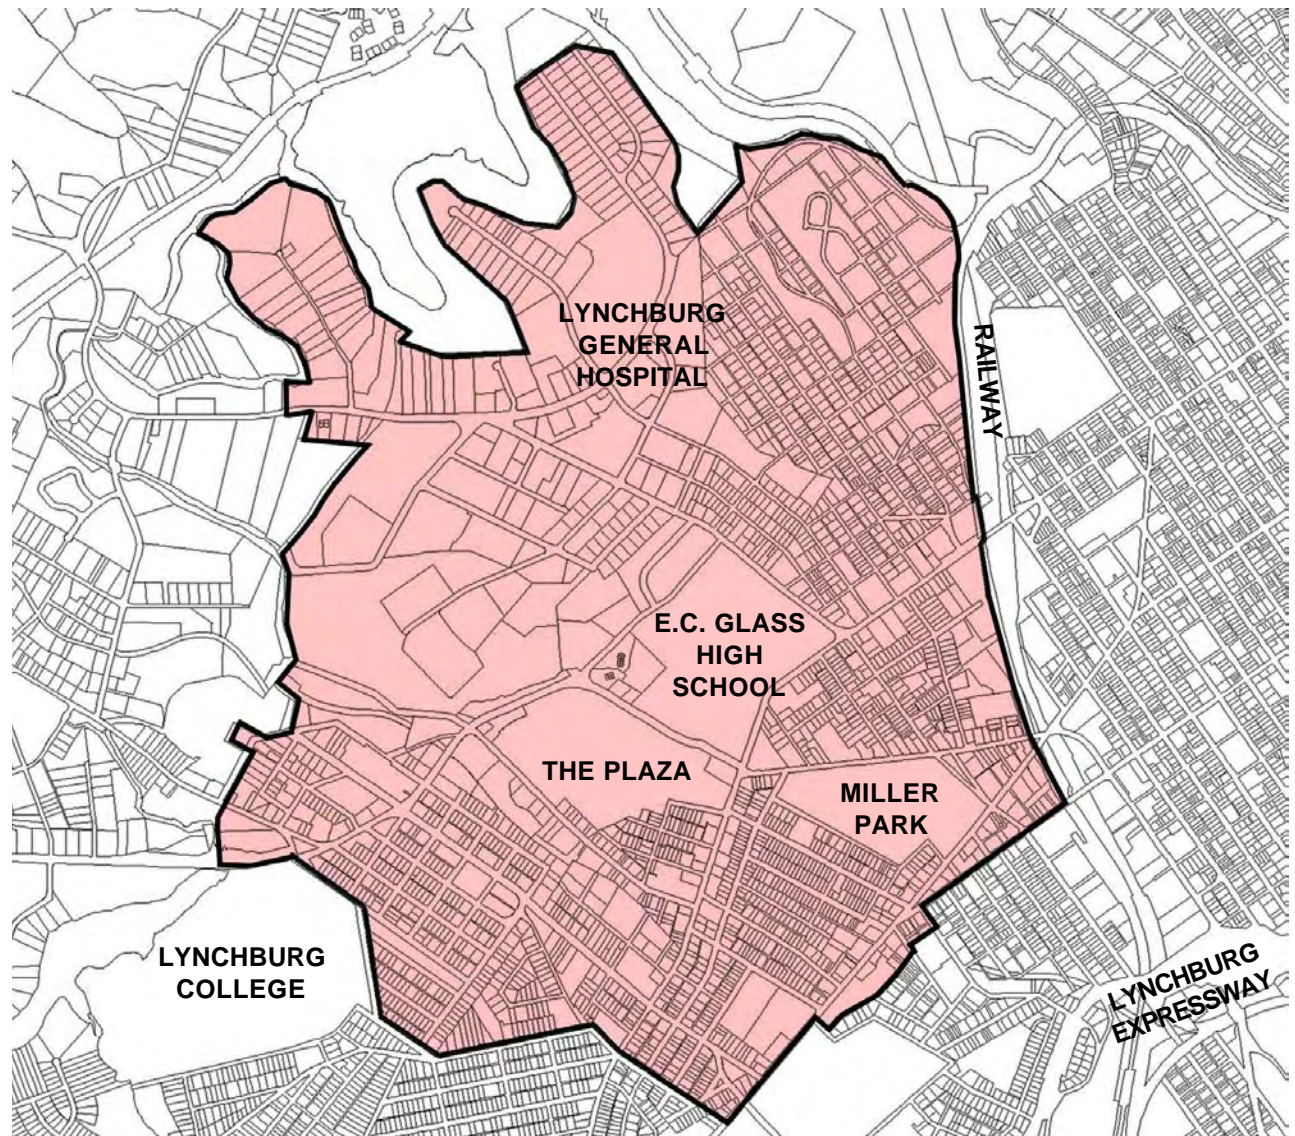 LYNCHBURG
GENERAL
HOSPITAL
RAILWAY
E.C. GLASS
HIGH
SCHOOL
THE PLAZA
MILLER
PARK
LYNCHBURG
COLLEGE
LYNCHBURG
EXPRESSWAY